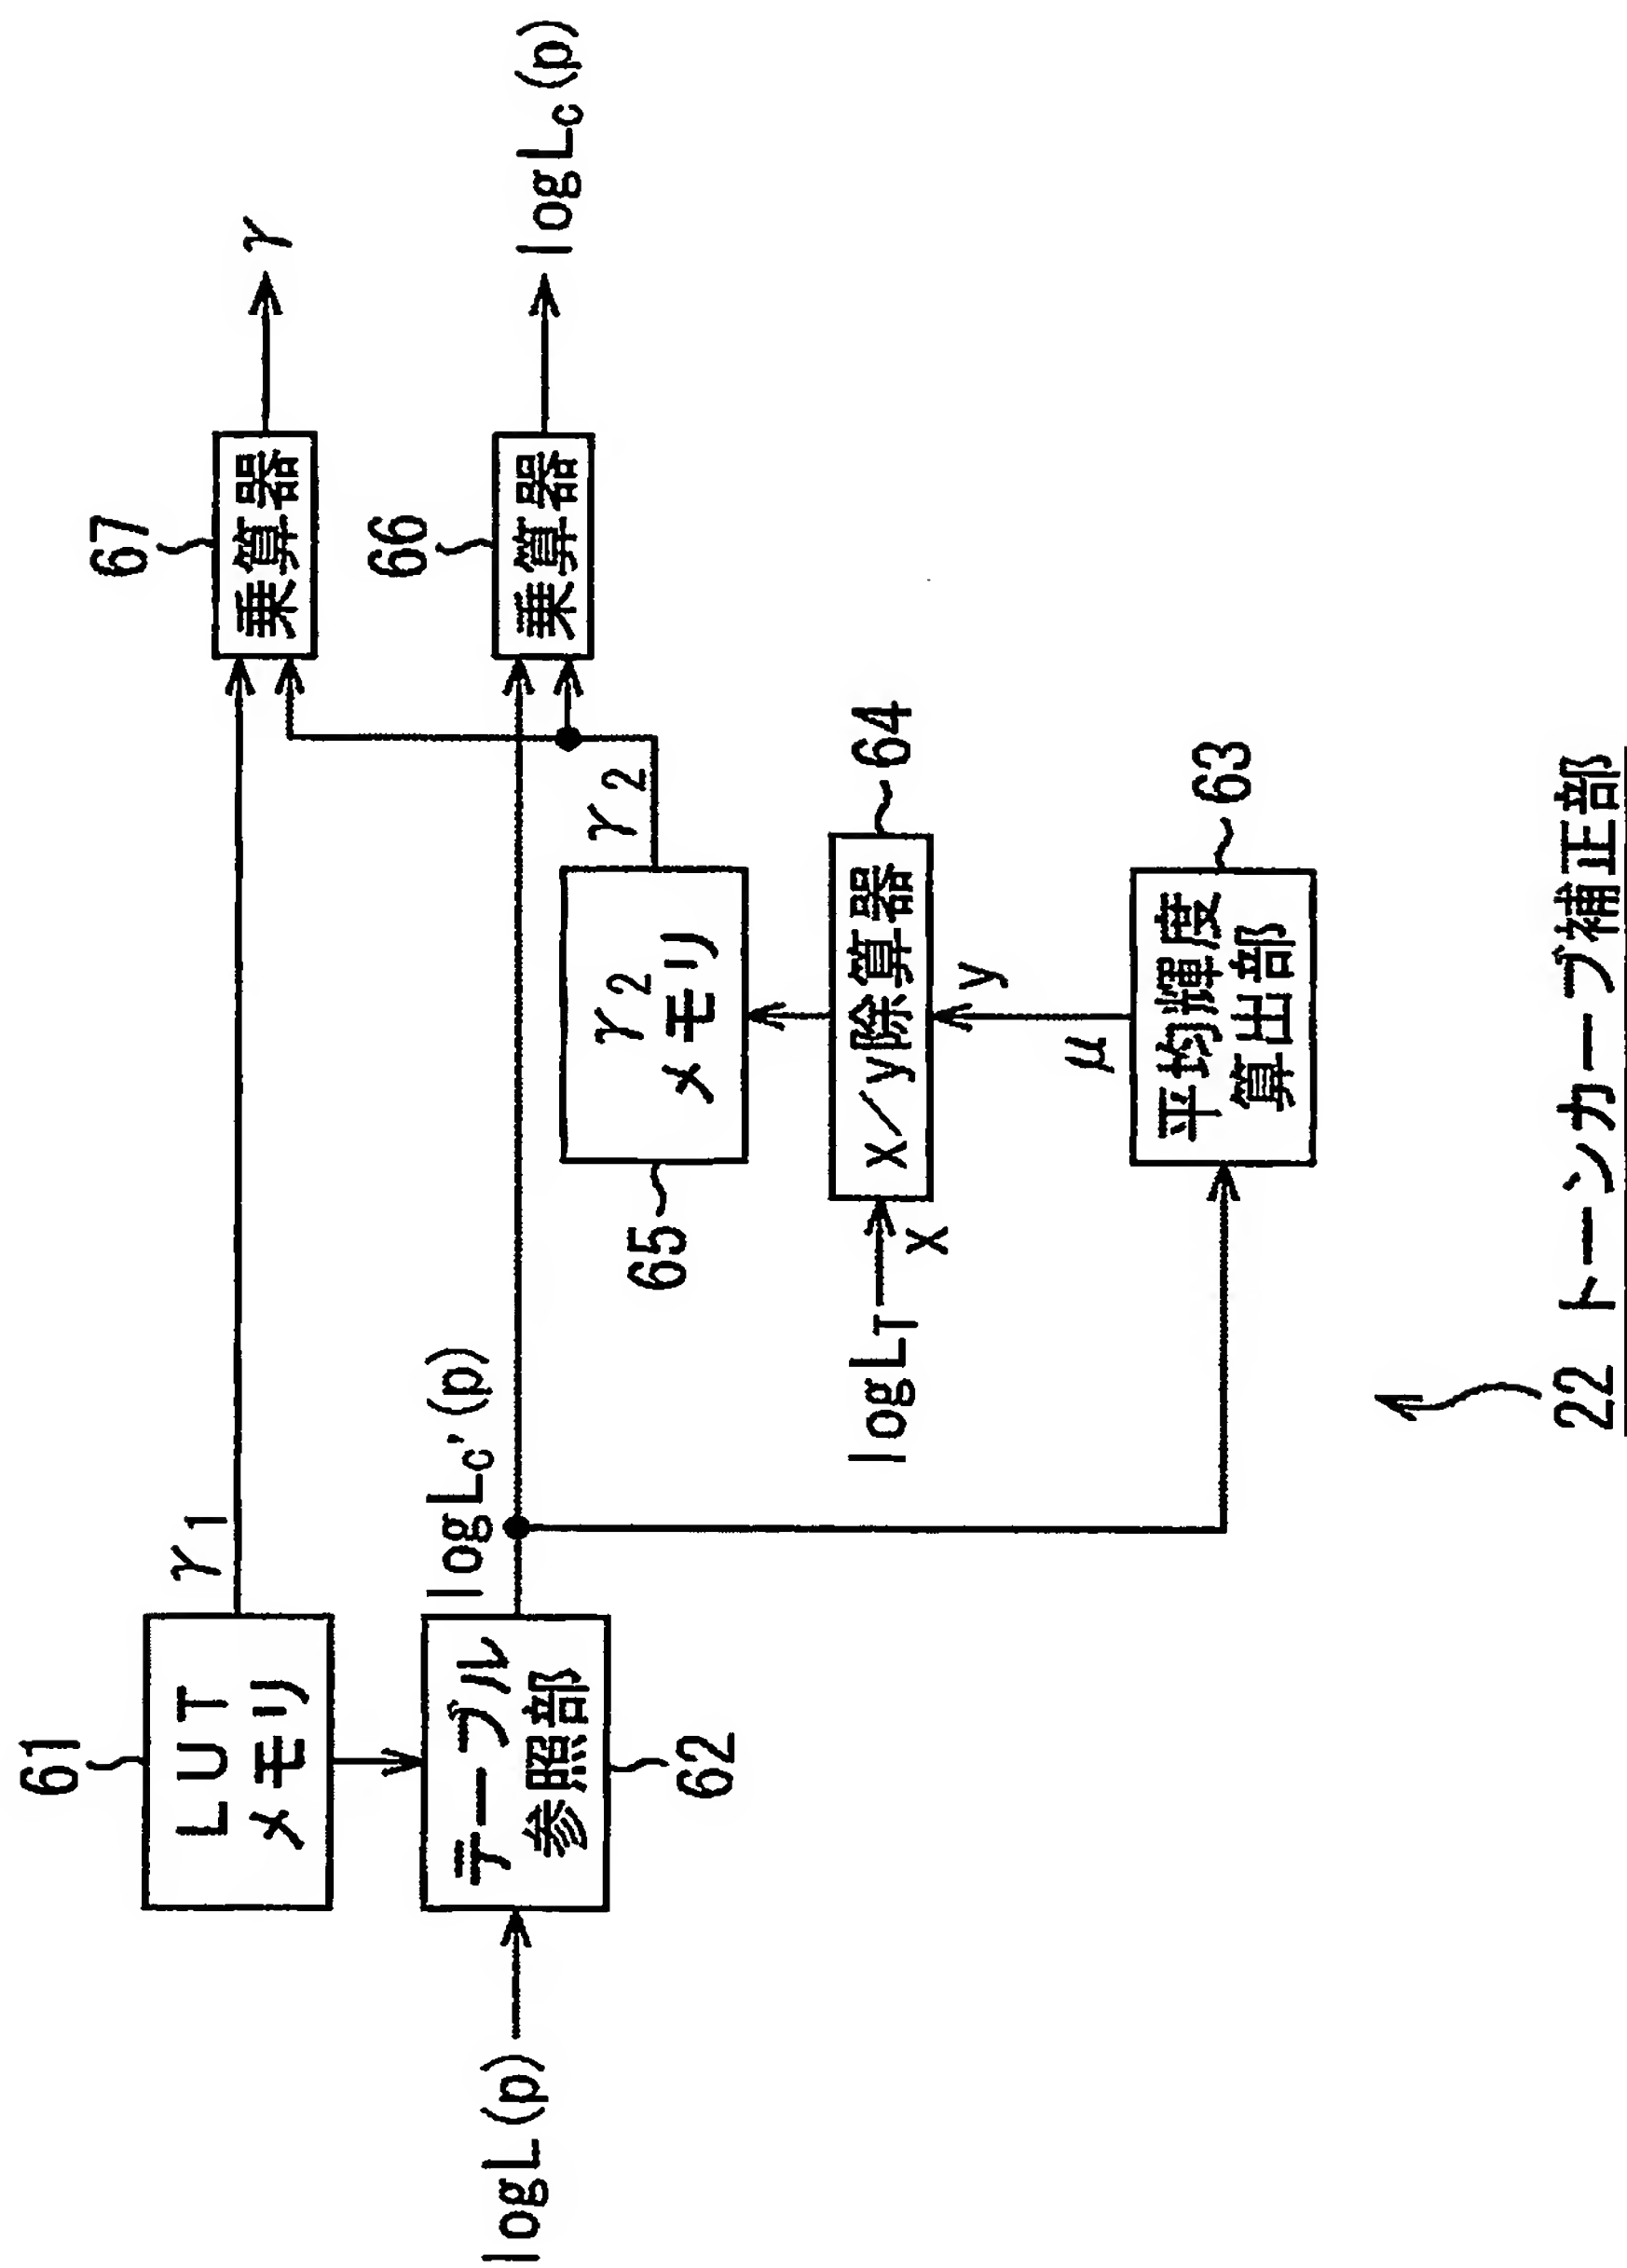 61
LUT
メモリ
γ1
67
乗算器
γ
logL(p)
テーブル
参照部
62
logLC'(p)
66
乗算器
logLC(p)
65
γ2
メモリ
γ2
logLT
x
x/y除算器
64
y
μ
平均輝度
算出部
63
22 トーンカーブ補正部